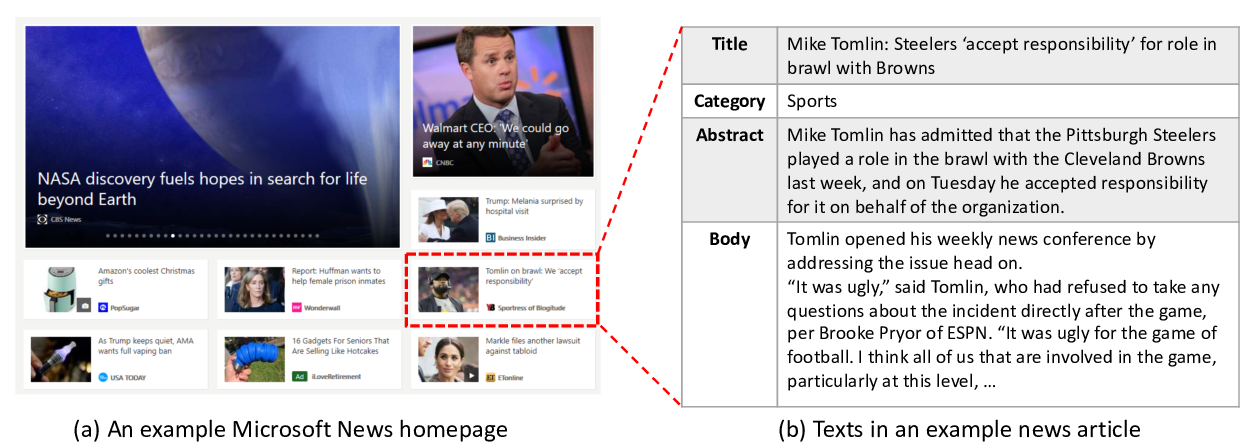 NASA discovery fuels hopes in search for life
beyond Earth
CBS News
Walmart CEO: 'We could go
away at any minute'
CNBC
Trump: Melania surprised by
hospital visit
BI Business Insider
Amazon's coolest Christmas
gifts
PopSugar
Report: Huffman wants to
help female prison inmates
Wonderwall
Tomlin on brawl: We 'accept
responsibility'
Sportress of Blogitude
As Trump keeps quiet, AMA
wants full vaping ban
USA TODAY
16 Gadgets For Seniors That
Are Selling Like Hotcakes
Ad iLoveRetirement
Markle files another lawsuit
against tabloid
ET ETonline
(a) An example Microsoft News homepage
Title
Mike Tomlin: Steelers ‘accept responsibility’ for role in
brawl with Browns
Category
Sports
Abstract
Mike Tomlin has admitted that the Pittsburgh Steelers
played a role in the brawl with the Cleveland Browns
last week, and on Tuesday he accepted responsibility
for it on behalf of the organization.
Body
Tomlin opened his weekly news conference by
addressing the issue head on.
“It was ugly,” said Tomlin, who had refused to take any
questions about the incident directly after the game,
per Brooke Pryor of ESPN. “It was ugly for the game of
football. I think all of us that are involved in the game,
particularly at this level, …
(b) Texts in an example news article